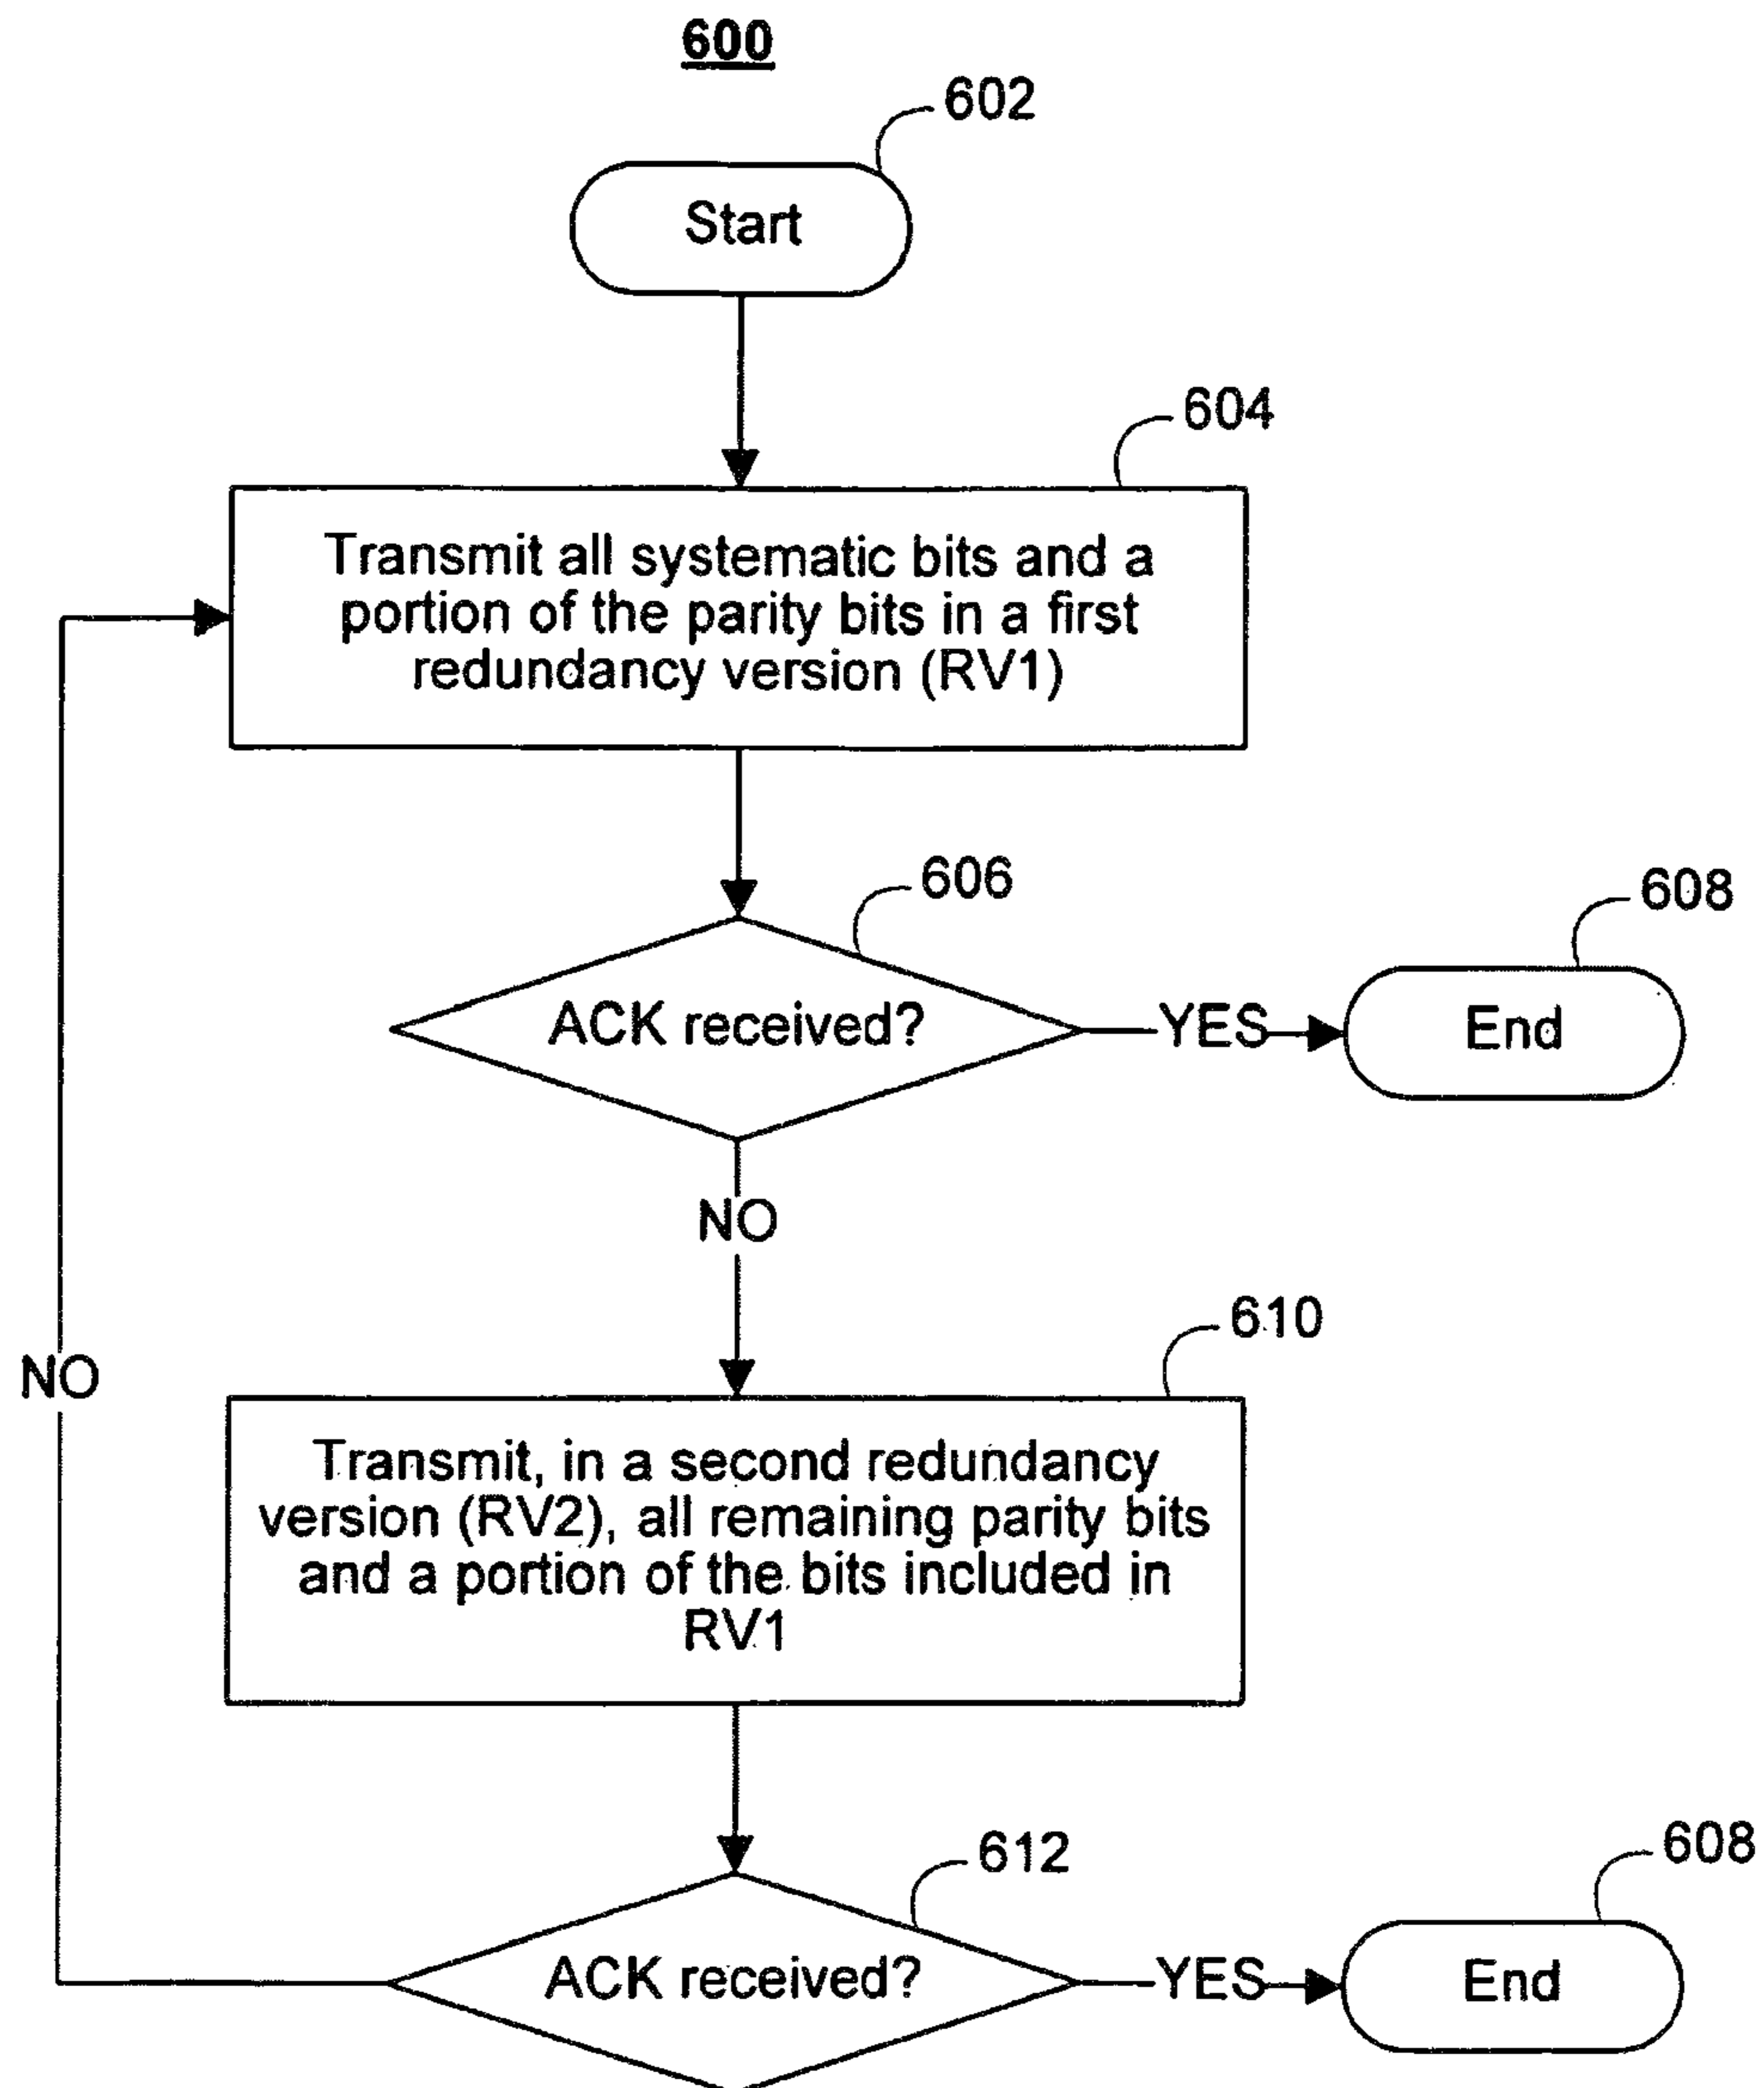 600
602
Start
604
Transmit all systematic bits and a
portion of the parity bits in a first
redundancy version (RV1)
606
608
ACK received?
YES
End
NO
610
NO
Transmit, in a second redundancy
version (RV2), all remaining parity bits
and a portion of the bits included in
RV1
612
608
ACK received?
YES
End